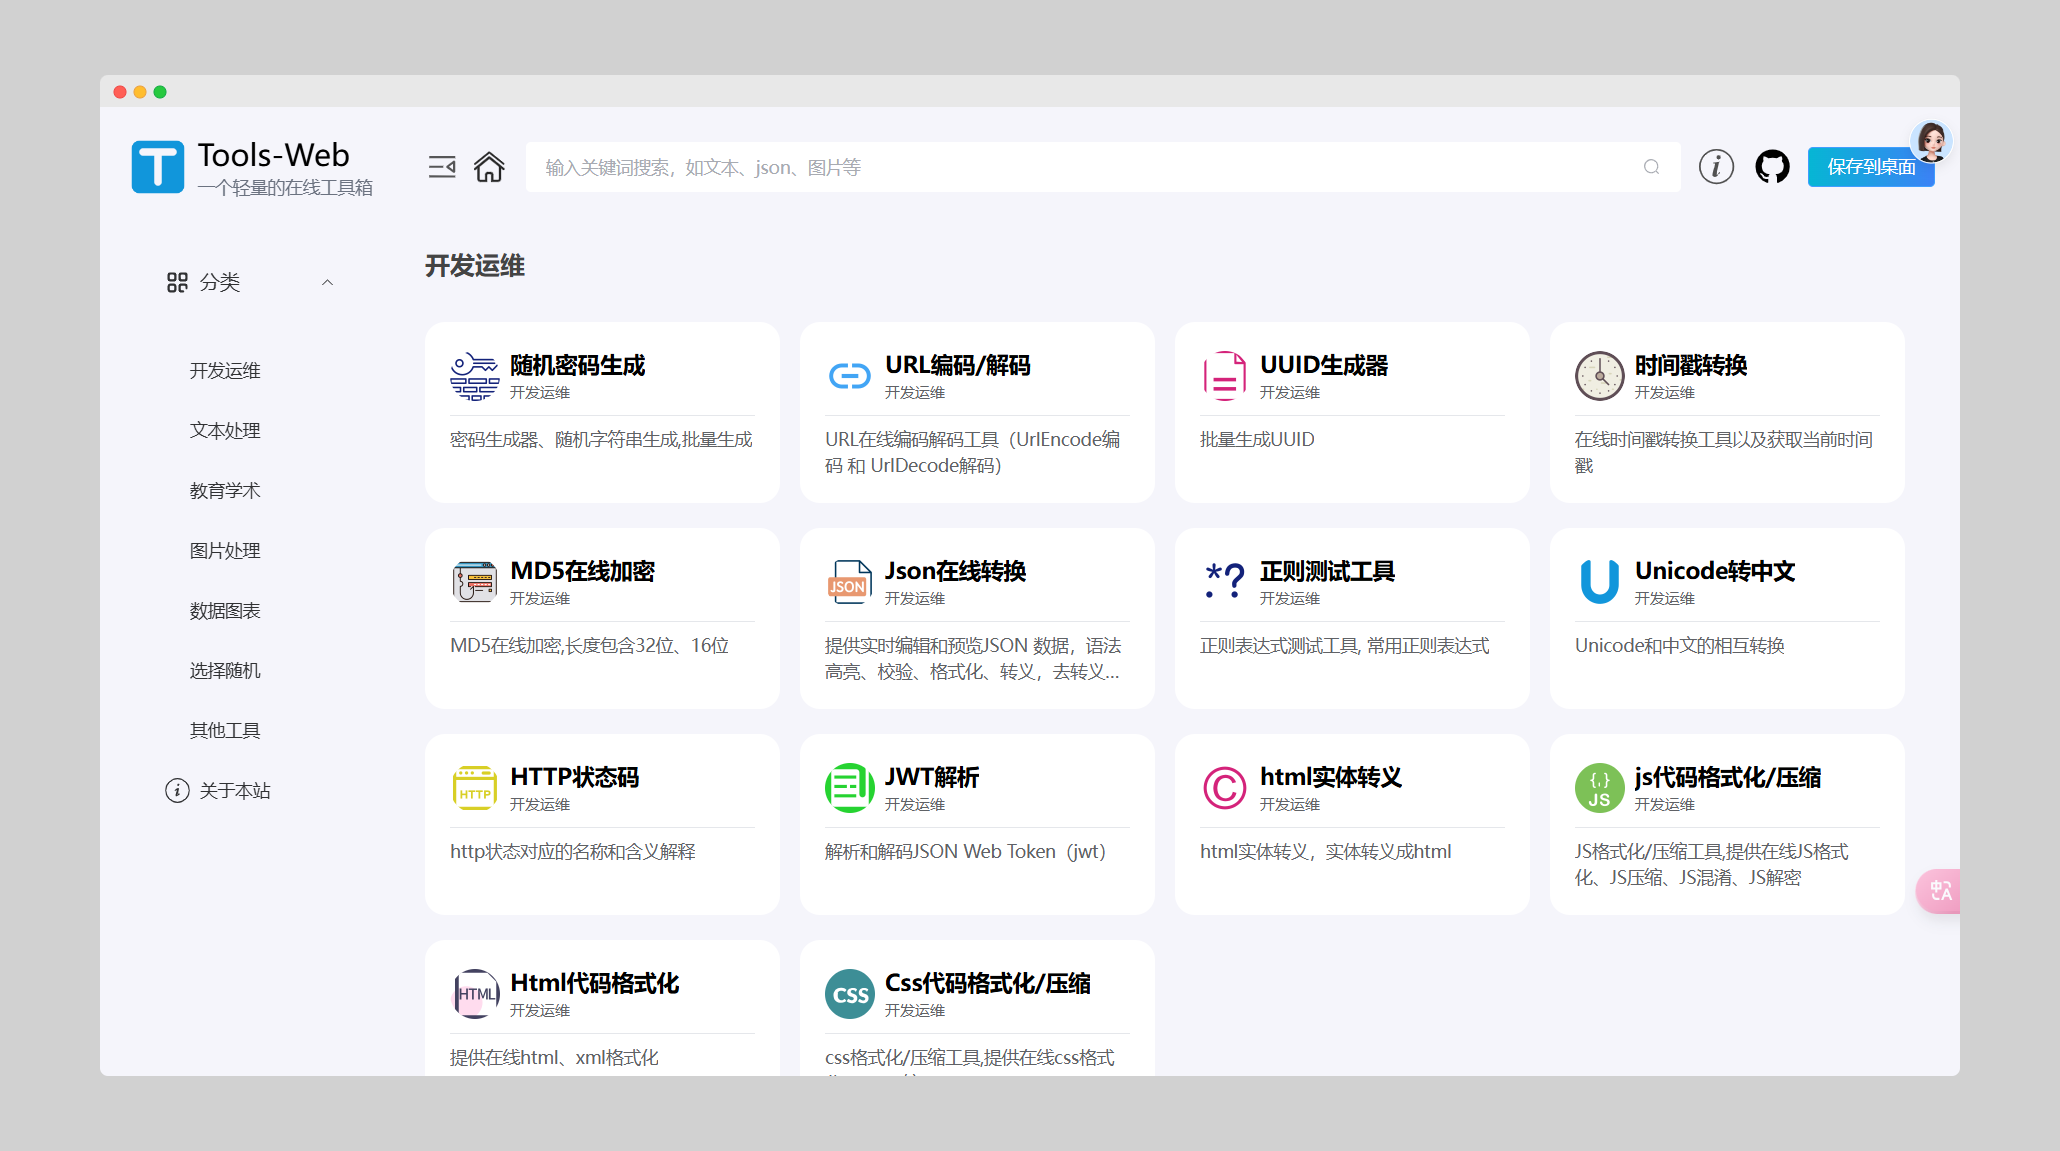 Tools-Web
一个轻量的在线工具箱
输入关键词搜索，如文本、json、图片等
保存到桌面
分类
开发运维
文本处理
教育学术
图片处理
数据图表
选择随机
其他工具
关于本站
开发运维
随机密码生成
开发运维
密码生成器、随机字符串生成,批量生成
URL编码/解码
开发运维
URL在线编码解码工具（UrlEncode编
码 和 UrlDecode解码）
UUID生成器
开发运维
批量生成UUID
时间戳转换
开发运维
在线时间戳转换工具以及获取当前时间
戳
MD5在线加密
开发运维
MD5在线加密,长度包含32位、16位
JSON
Json在线转换
开发运维
提供实时编辑和预览JSON 数据，语法
高亮、校验、格式化、转义，去转义...
正则测试工具
开发运维
正则表达式测试工具, 常用正则表达式
Unicode转中文
开发运维
Unicode和中文的相互转换
HTTP
HTTP状态码
开发运维
http状态对应的名称和含义解释
JWT解析
开发运维
解析和解码JSON Web Token（jwt）
html实体转义
开发运维
html实体转义，实体转义成html
{,}
JS
js代码格式化/压缩
开发运维
JS格式化/压缩工具,提供在线JS格式
化、JS压缩、JS混淆、JS解密
HTML
Html代码格式化
开发运维
提供在线html、xml格式化
CSS
Css代码格式化/压缩
开发运维
css格式化/压缩工具,提供在线css格式